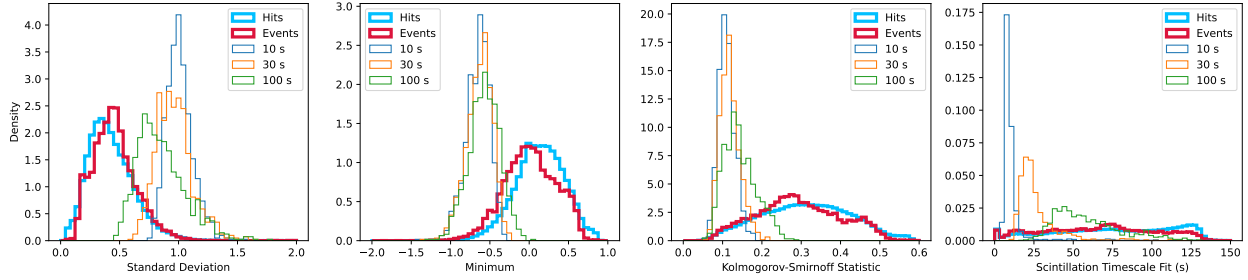 Density
4.0
3.5
3.0
2.5
2.0
1.5
1.0
0.5
0.0
0.0 0.5 1.0 1.5 2.0
Standard Deviation
Hits
Events
10 s
30 s
100 s
3.0
2.5
2.0
1.5
1.0
0.5
0.0
−2.0 −1.5 −1.0 −0.5 0.0 0.5 1.0
Minimum
Hits
Events
10 s
30 s
100 s
20.0
17.5
15.0
12.5
10.0
7.5
5.0
2.5
0.0
0.0 0.1 0.2 0.3 0.4 0.5 0.6
Kolmogorov-Smirnoff Statistic
Hits
Events
10 s
30 s
100 s
0.175
0.150
0.125
0.100
0.075
0.050
0.025
0.000
0 25 50 75 100 125 150
Scintillation Timescale Fit (s)
Hits
Events
10 s
30 s
100 s